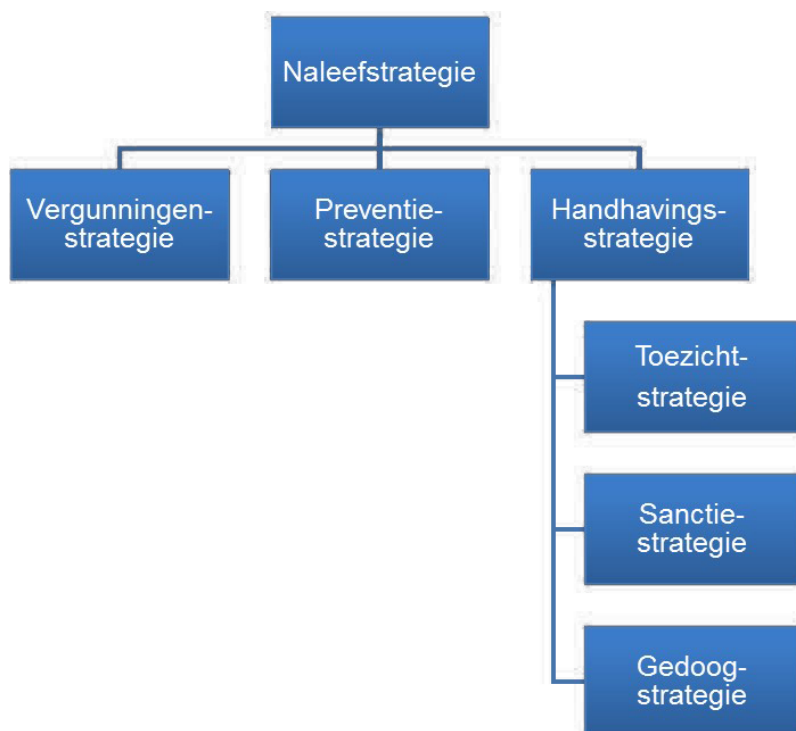 Naleefstrategie
Vergunningen-
strategie
Preventie-
strategie
Handhavings-
strategie
Toezicht-
strategie
Sanctie-
strategie
Gedoog-
strategie